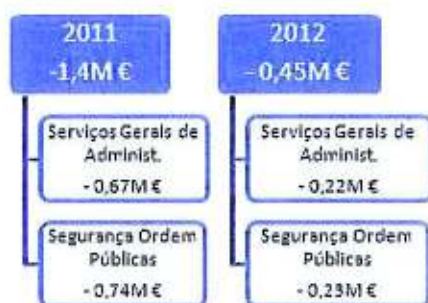 2011
-1,4M €
Serviços Gerais de
Administ.
- 0,67M €
Segurança Ordem
Públicas
- 0,74M €
2012
- 0,45M €
Serviços Gerais de
Administ.
- 0,22M €
Segurança Ordem
Públicas
- 0,23M €